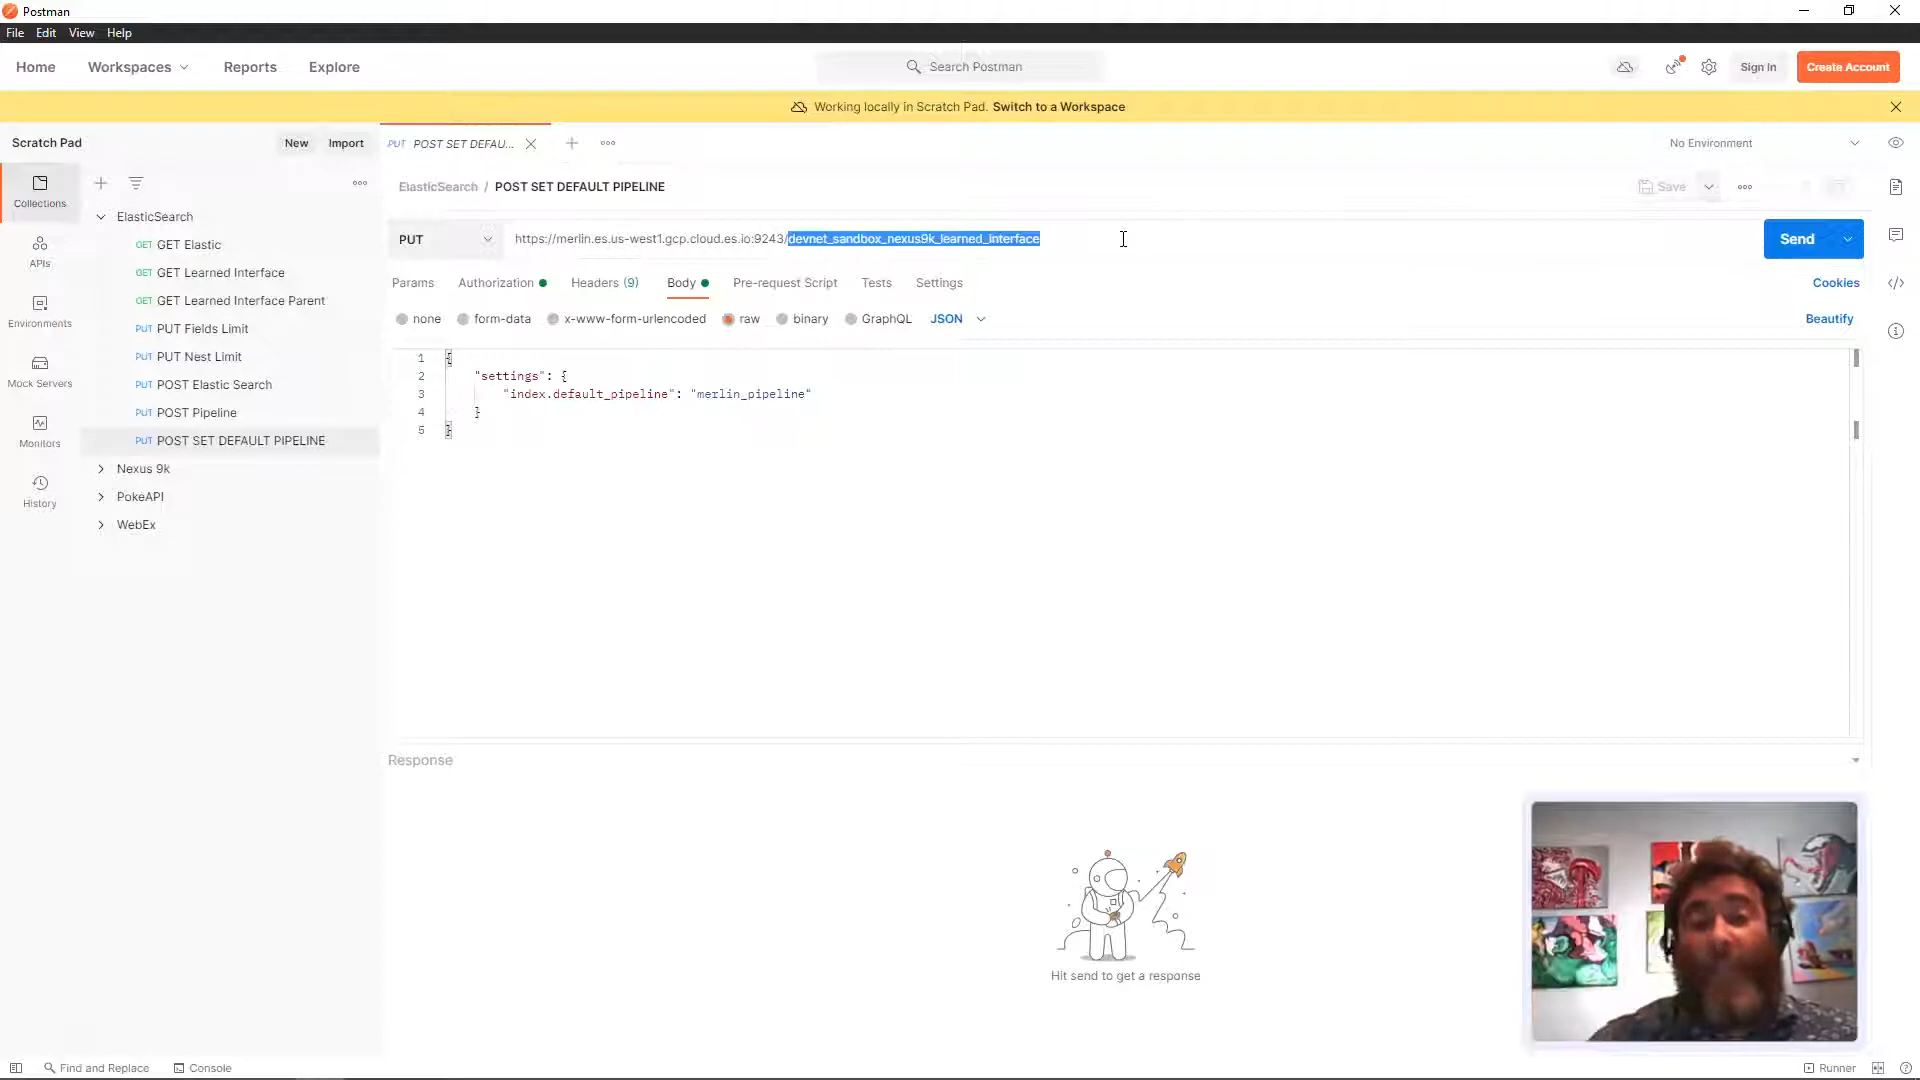 Postman
File Edit View Help
Home Workspaces Reports Explore Search Postman Sign In Create Account
Working locally in Scratch Pad. Switch to a Workspace
Scratch Pad New Import PUT POST SET DEFAU... No Environment
Collections
ElasticSearch / POST SET DEFAULT PIPELINE Save
ElasticSearch
GET GET Elastic
GET GET Learned Interface
GET GET Learned Interface Parent
PUT PUT Fields Limit
PUT PUT Nest Limit
PUT POST Elastic Search
PUT POST Pipeline
PUT POST SET DEFAULT PIPELINE
Nexus 9k
PokeAPI
WebEx
APIs
Environments
Mock Servers
Monitors
History
PUT https://merlin.es.us-west1.gcp.cloud.es.io:9243/devnet_sandbox_nexus9k_learned_interface Send
Params Authorization Headers (9) Body Pre-request Script Tests Settings Cookies
none form-data x-www-form-urlencoded raw binary GraphQL JSON Beautify
1 {
2 "settings": {
3 "index.default_pipeline": "merlin_pipeline"
4 }
5 }
Response
Hit send to get a response
Find and Replace Console Runner